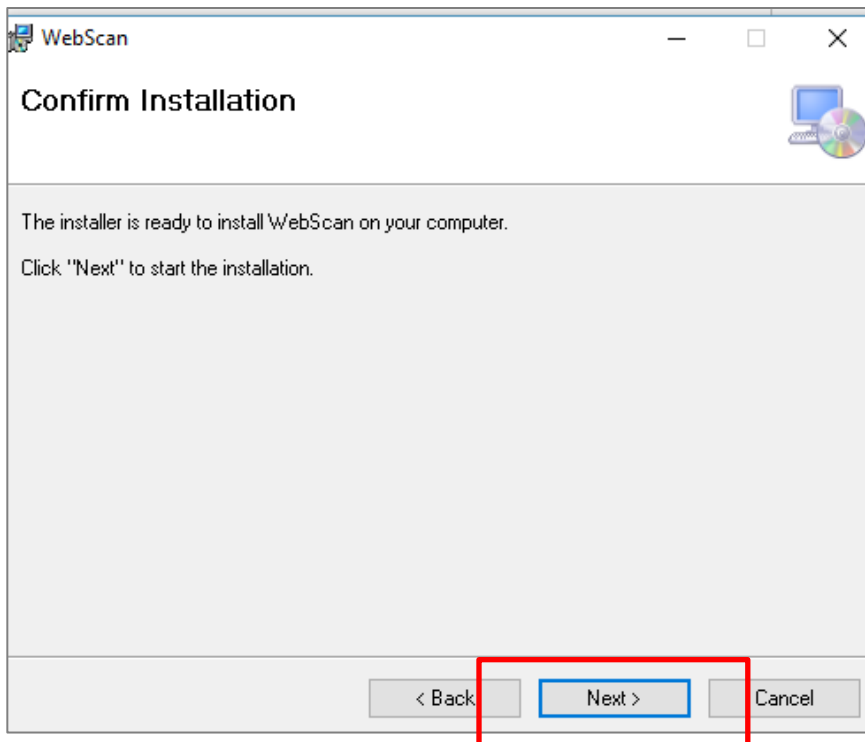 WebScan
Confirm Installation
The installer is ready to install WebScan on your computer.
Click "Next" to start the installation.
< Back
Next >
Cancel